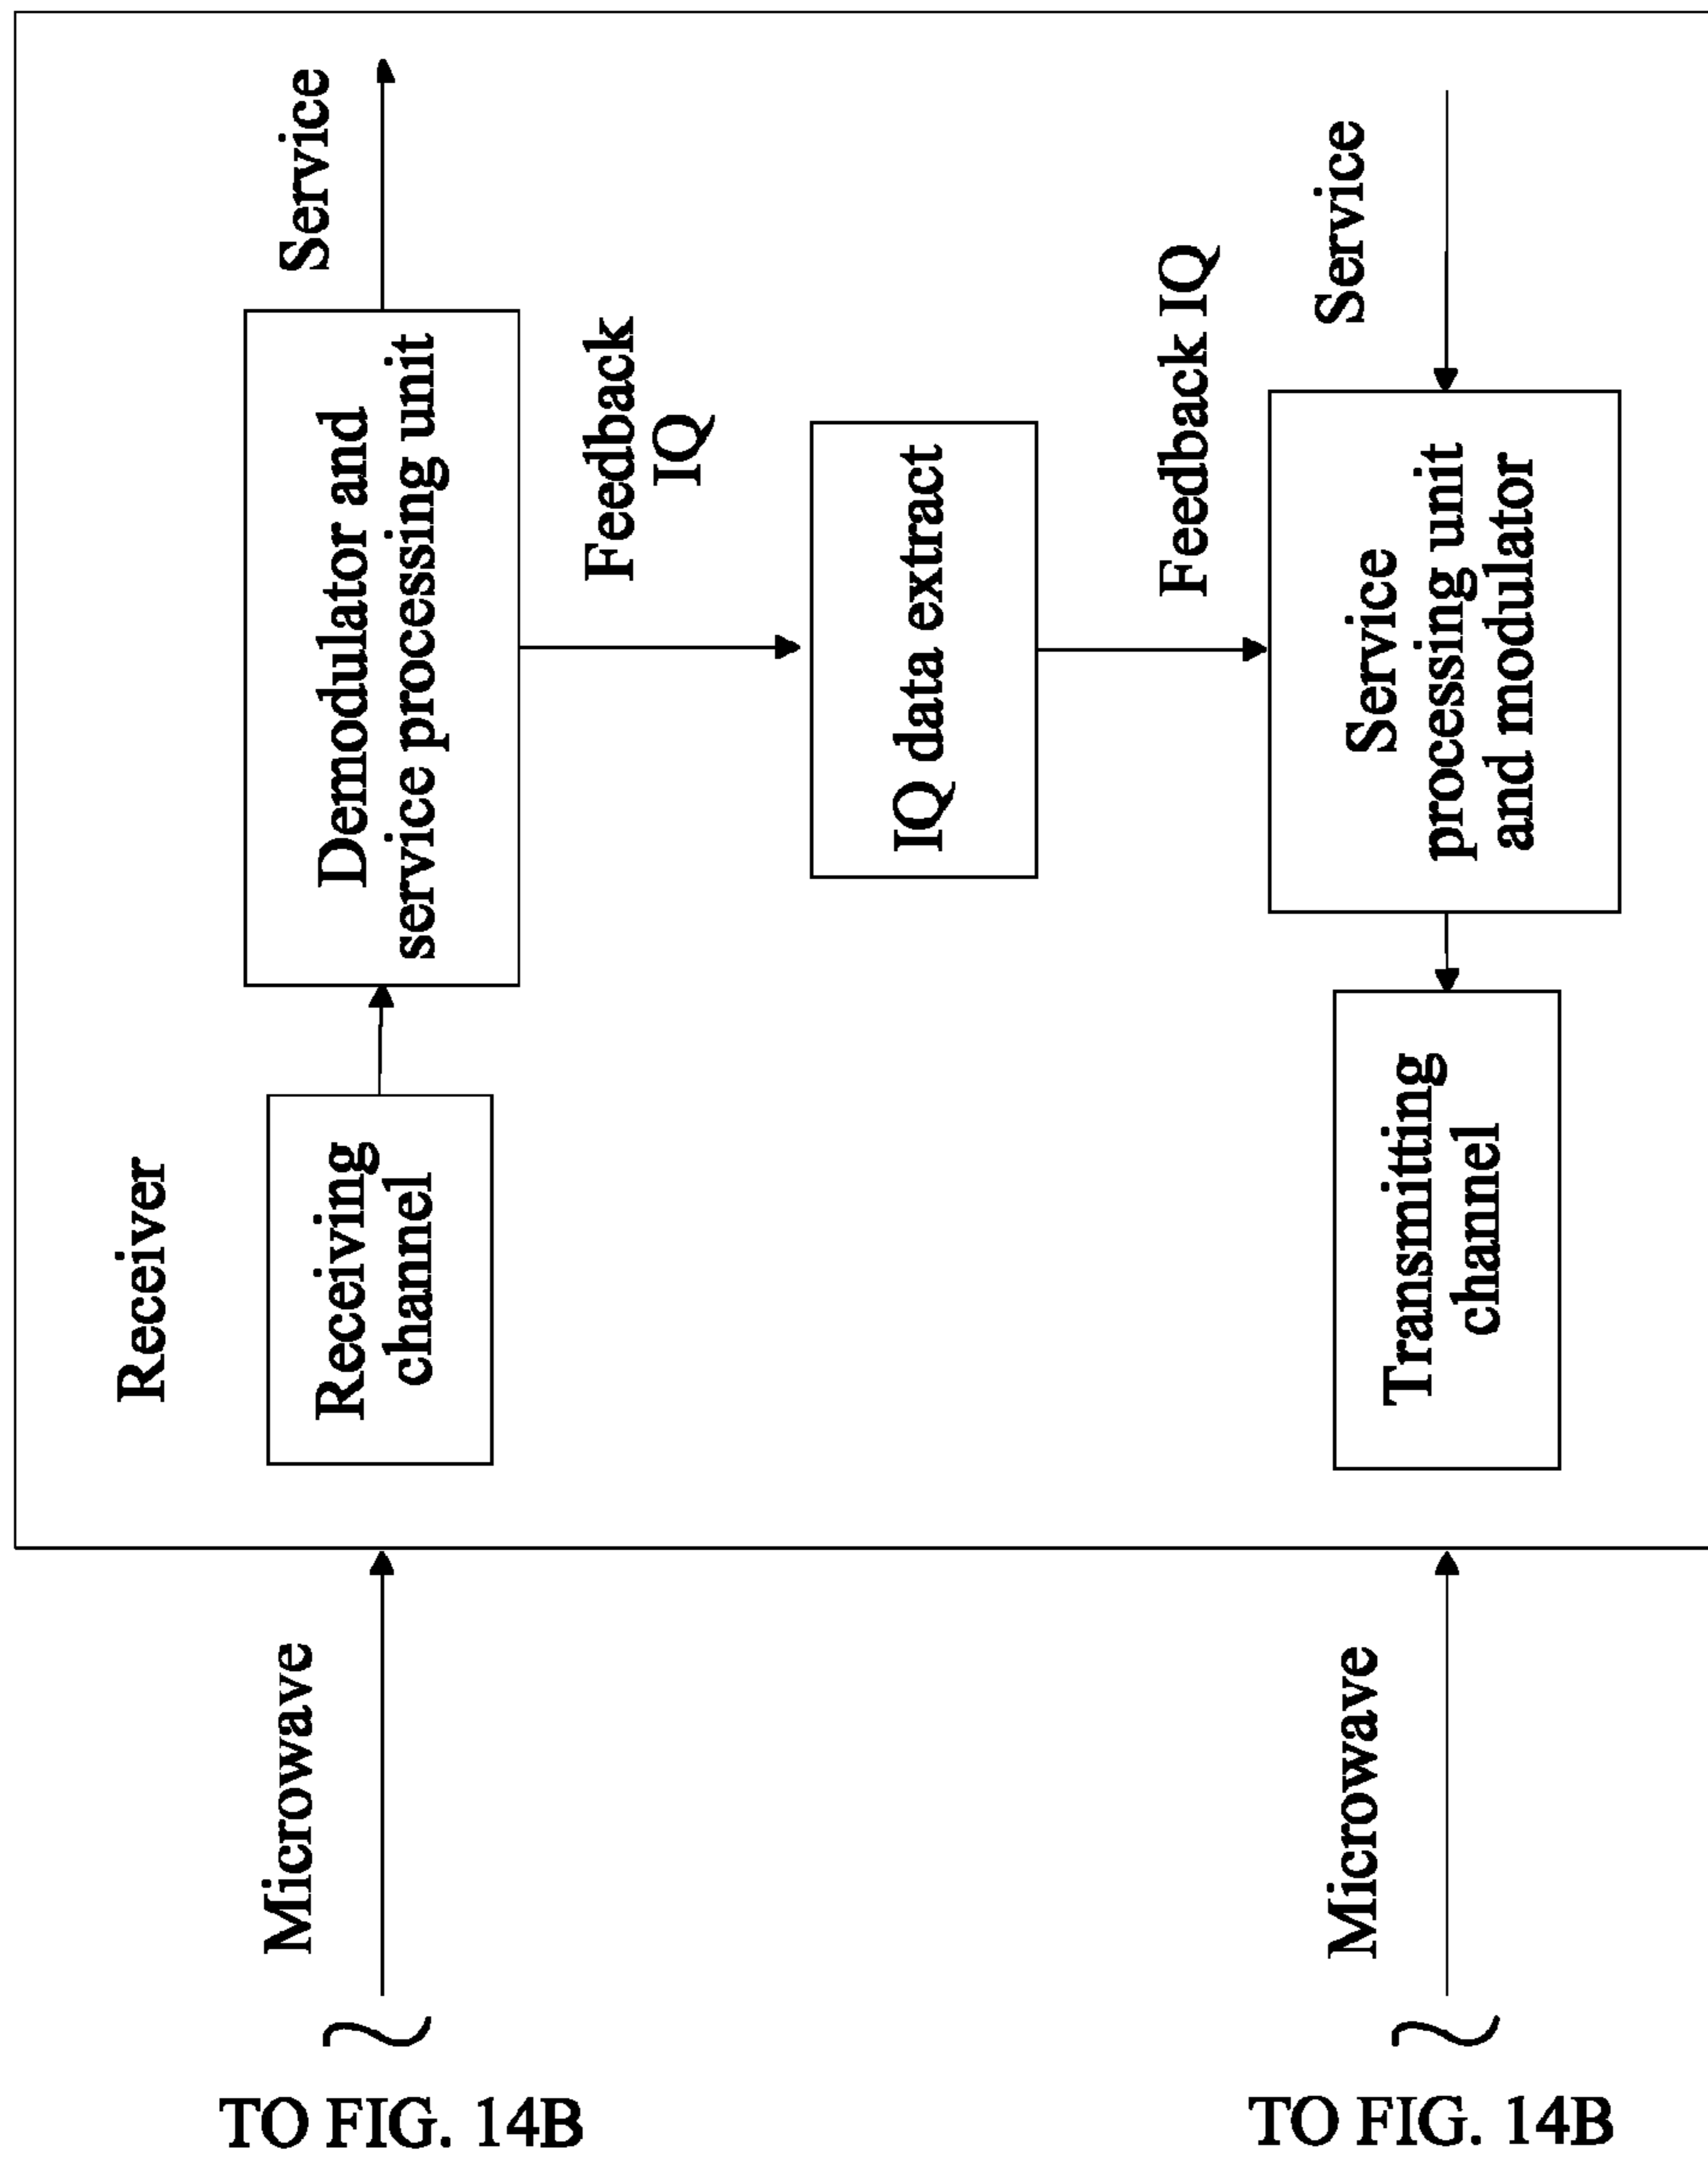 Receiver
Microwave
Receiving
channel
Demodulator and
service processing unit
Service
Feedback
IQ
IQ data extract
Feedback IQ
Microwave
Transmitting
channel
Service
processing unit
and modulator
Service
TO FIG. 14B
TO FIG. 14B